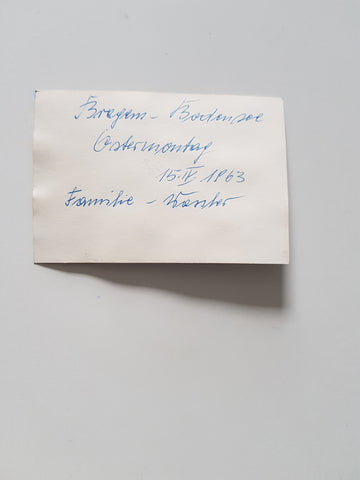 Bregenz - Bodensee
Ostermontag
15.IV 1963
Familie -